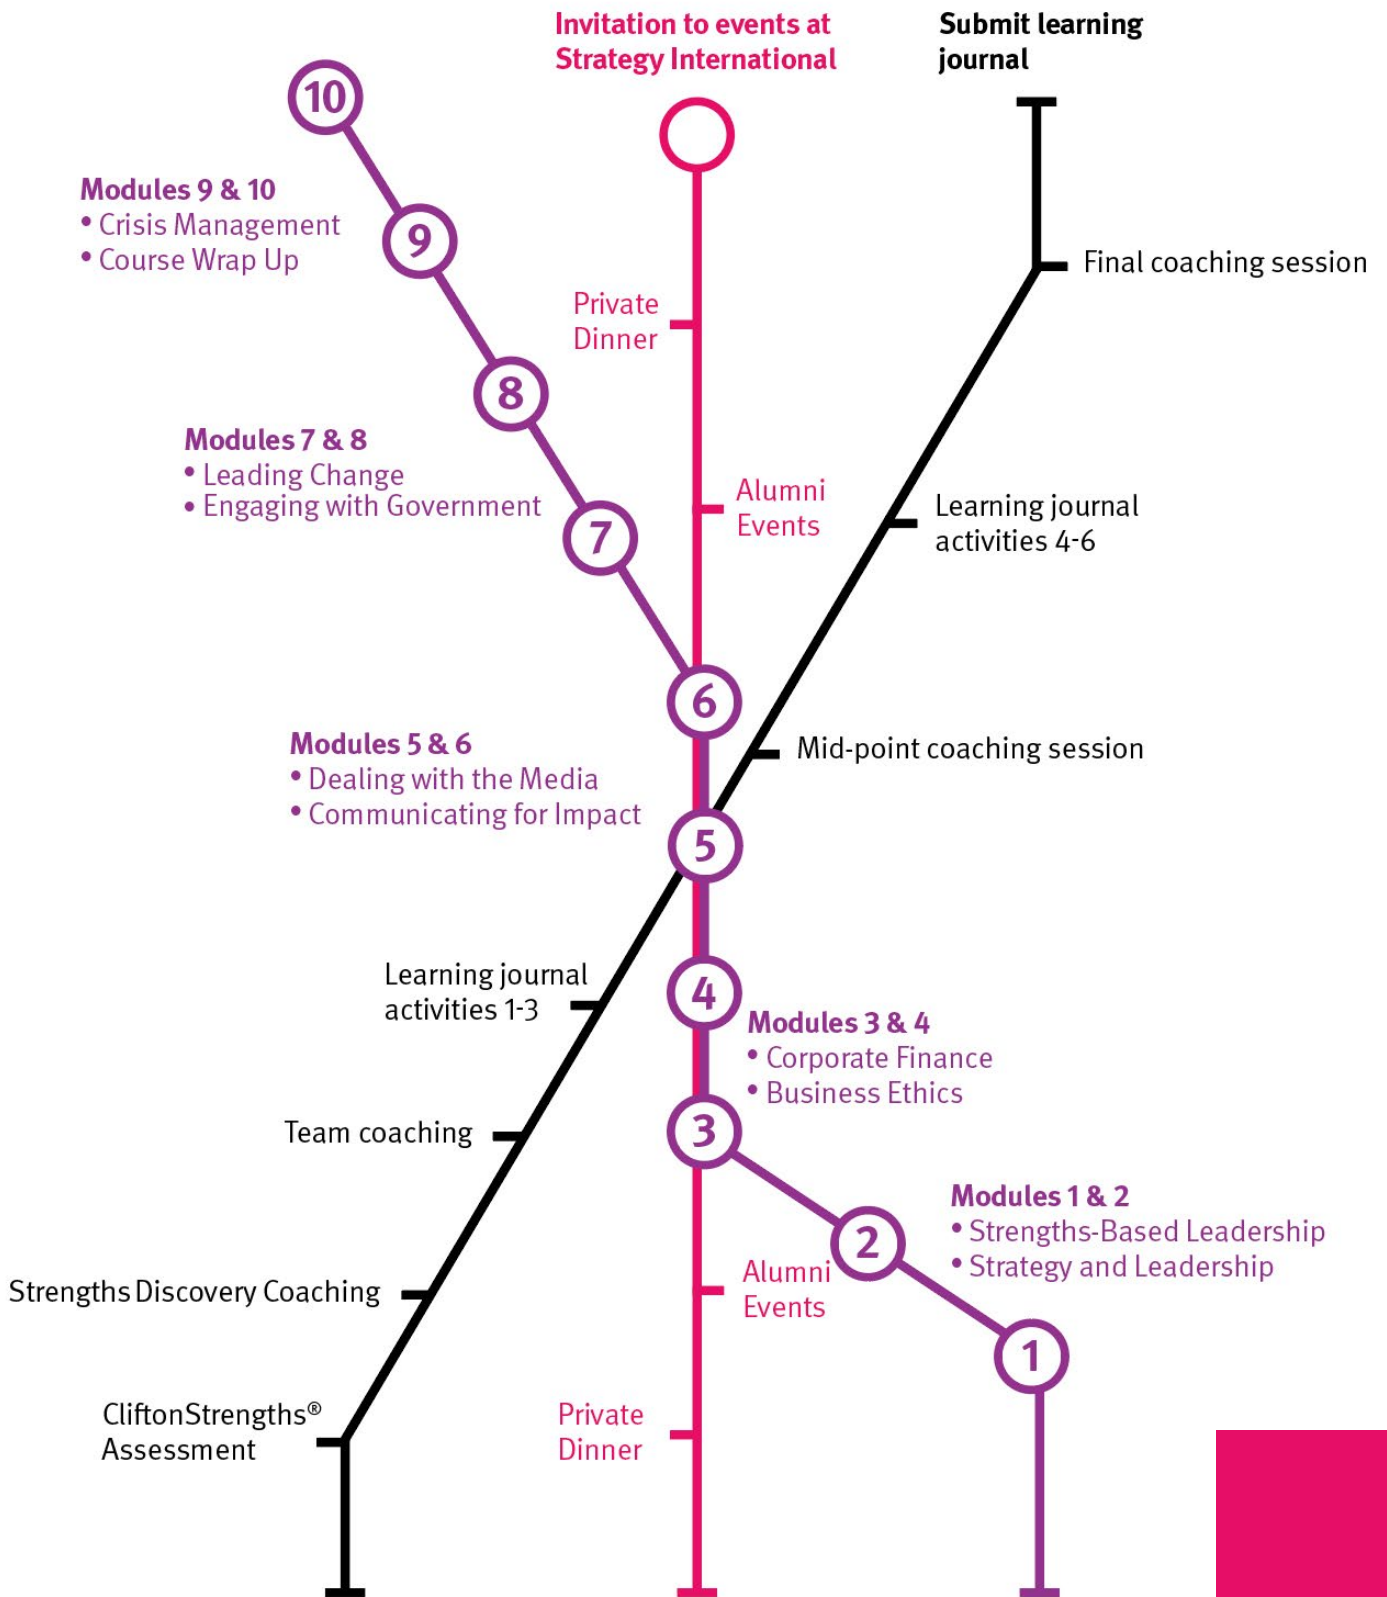 Invitation to events at
Strategy International
Submit learning
journal
10
Modules 9 & 10
• Crisis Management
• Course Wrap Up
9
Final coaching session
Private
Dinner
8
Modules 7 & 8
• Leading Change
• Engaging with Government
Alumni
Events
Learning journal
activities 4-6
7
6
Modules 5 & 6
• Dealing with the Media
• Communicating for Impact
Mid-point coaching session
5
Learning journal
activities 1-3
4
Modules 3 & 4
• Corporate Finance
• Business Ethics
Team coaching
3
Modules 1 & 2
• Strengths-Based Leadership
• Strategy and Leadership
2
Strengths Discovery Coaching
Alumni
Events
1
CliftonStrengths®
Assessment
Private
Dinner